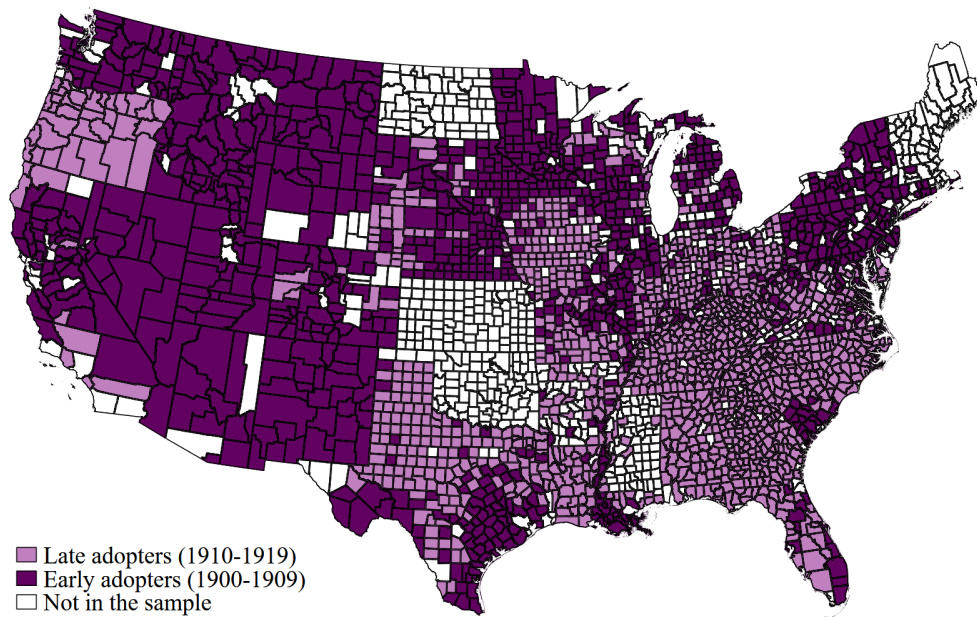 Late adopters (1910-1919)
Early adopters (1900-1909)
Not in the sample